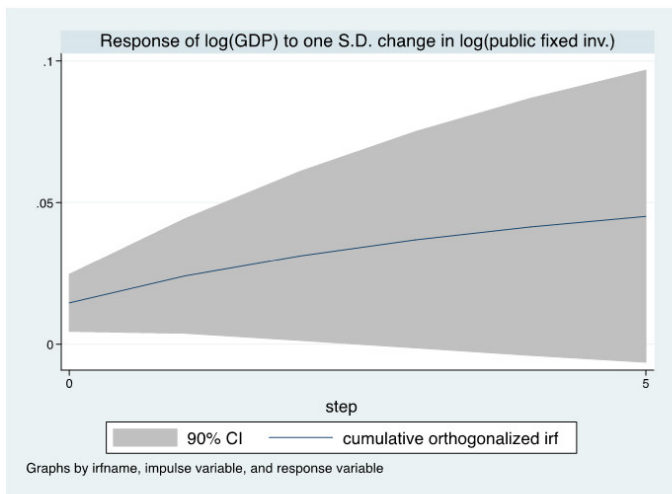 Response of log(GDP) to one S.D. change in log(public fixed inv.)
.1
.05
0
0 5
step
90% CI cumulative orthogonalized irf
Graphs by irfname, impulse variable, and response variable